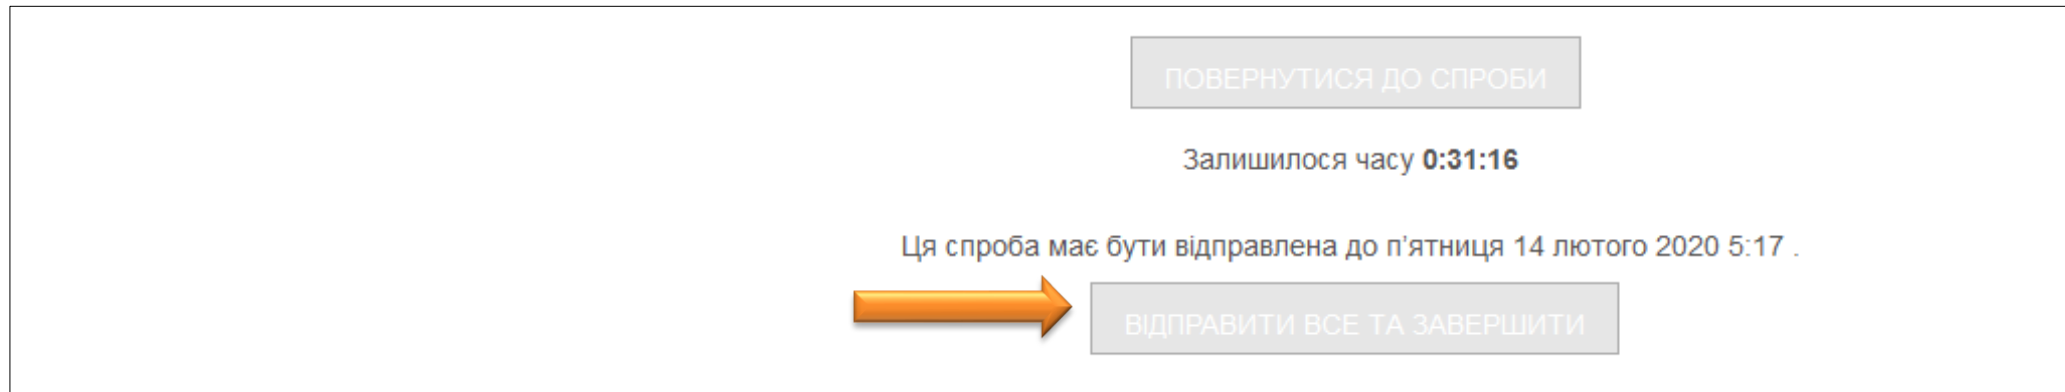 ПОВЕРНУТИСЯ ДО СПРОБИ
Залишилося часу 0:31:16
Ця спроба має бути відправлена до п'ятниця 14 лютого 2020 5:17 .
ВІДПРАВИТИ ВСЕ ТА ЗАВЕРШИТИ